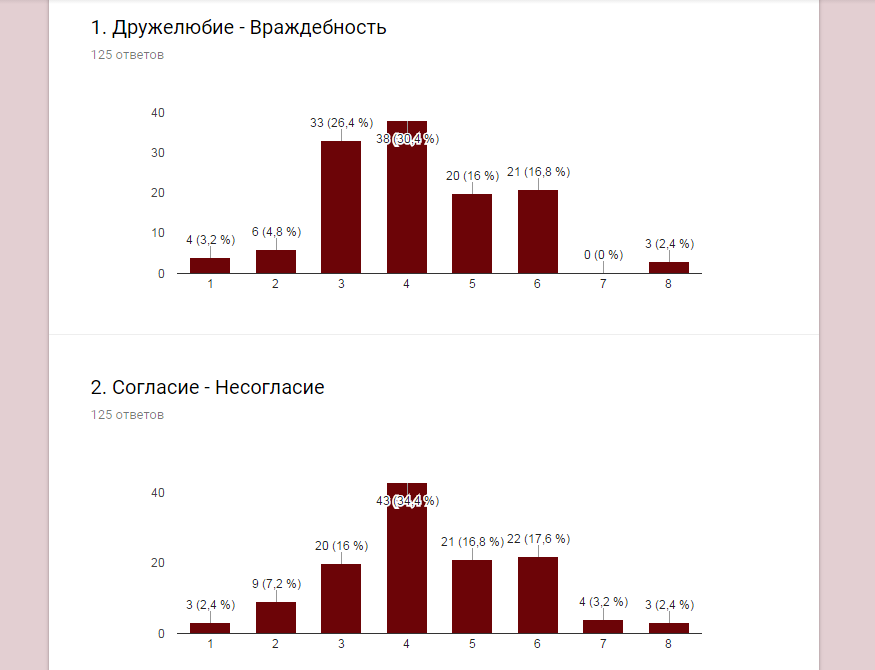 1. Дружелюбие - Враждебность
125 ответов
40
30
20
10
0
4 (3,2 %)
6 (4,8 %)
33 (26,4 %)
38 (30,4 %)
20 (16 %)
21 (16,8 %)
0 (0 %)
3 (2,4 %)
1 2 3 4 5 6 7 8
2. Согласие - Несогласие
125 ответов
40
20
0
3 (2,4 %)
9 (7,2 %)
20 (16 %)
43 (34,4 %)
21 (16,8 %)
22 (17,6 %)
4 (3,2 %)
3 (2,4 %)
1 2 3 4 5 6 7 8